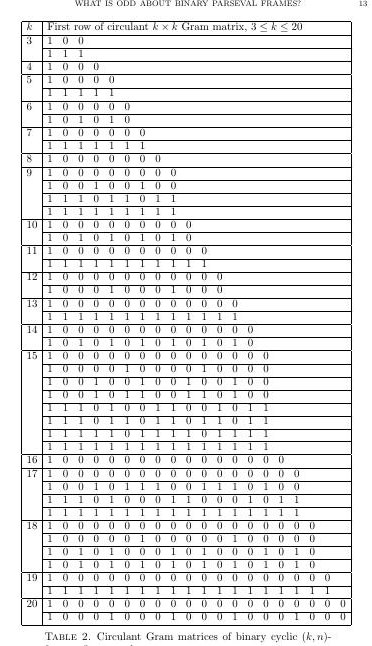 WHAT IS ODD ABOUT BINARY PARSEVAL FRAMES? 13
k First row of circulant k × k Gram matrix, 3 ≤ k ≤ 20
3 1 0 0
1 1 1
4 1 0 0 0
5 1 0 0 0 0
1 1 1 1 1
6 1 0 0 0 0 0
1 0 1 0 1 0
7 1 0 0 0 0 0 0
1 1 1 1 1 1 1
8 1 0 0 0 0 0 0 0
9 1 0 0 0 0 0 0 0 0
1 0 0 1 0 0 1 0 0
1 1 1 0 1 1 0 1 1
1 1 1 1 1 1 1 1 1
10 1 0 0 0 0 0 0 0 0 0
1 0 1 0 1 0 1 0 1 0
11 1 0 0 0 0 0 0 0 0 0 0
1 1 1 1 1 1 1 1 1 1 1
12 1 0 0 0 0 0 0 0 0 0 0 0
1 0 0 0 1 0 0 0 1 0 0 0
13 1 0 0 0 0 0 0 0 0 0 0 0 0
1 1 1 1 1 1 1 1 1 1 1 1 1
14 1 0 0 0 0 0 0 0 0 0 0 0 0 0
1 0 1 0 1 0 1 0 1 0 1 0 1 0
15 1 0 0 0 0 0 0 0 0 0 0 0 0 0 0
1 0 0 0 0 1 0 0 0 0 1 0 0 0 0
1 0 0 1 0 0 1 0 0 1 0 0 1 0 0
1 0 0 1 0 1 1 0 0 1 1 0 1 0 0
1 1 1 0 1 0 0 1 1 0 0 1 0 1 1
1 1 1 0 1 1 0 1 1 0 1 1 0 1 1
1 1 1 1 1 0 1 1 1 1 0 1 1 1 1
1 1 1 1 1 1 1 1 1 1 1 1 1 1 1
16 1 0 0 0 0 0 0 0 0 0 0 0 0 0 0 0
17 1 0 0 0 0 0 0 0 0 0 0 0 0 0 0 0 0
1 0 0 1 0 1 1 1 0 0 1 1 1 0 1 0 0
1 1 1 0 1 0 0 0 1 1 0 0 0 1 0 1 1
1 1 1 1 1 1 1 1 1 1 1 1 1 1 1 1 1
18 1 0 0 0 0 0 0 0 0 0 0 0 0 0 0 0 0 0
1 0 0 0 0 0 1 0 0 0 0 0 1 0 0 0 0 0
1 0 1 0 1 0 0 0 1 0 1 0 0 0 1 0 1 0
1 0 1 0 1 0 1 0 1 0 1 0 1 0 1 0 1 0
19 1 0 0 0 0 0 0 0 0 0 0 0 0 0 0 0 0 0 0
1 1 1 1 1 1 1 1 1 1 1 1 1 1 1 1 1 1 1
20 1 0 0 0 0 0 0 0 0 0 0 0 0 0 0 0 0 0 0 0
1 0 0 0 1 0 0 0 1 0 0 0 1 0 0 0 1 0 0 0
TABLE 2. Circulant Gram matrices of binary cyclic (k, n)-